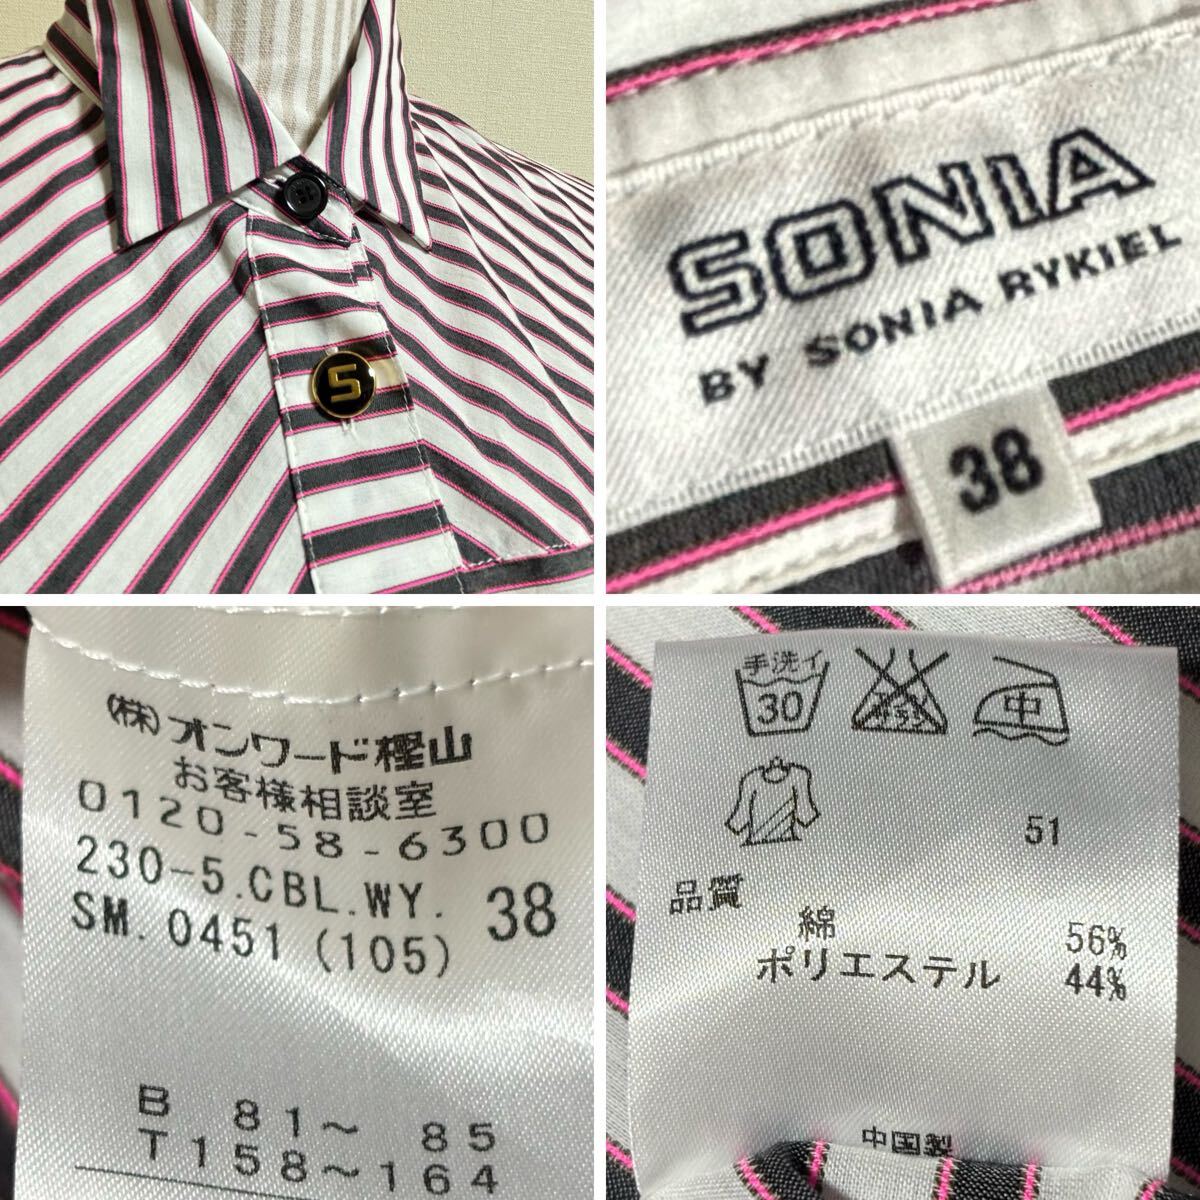 S
SONIA
BY SONIA RYKIEL
38
(株)オンワード樫山
お客様相談室
0120-58-6300
230-5.CBL.WY.
SM.0451(105) 38
B 81~ 85
T158~164
手洗イ
30 中
51
品質
綿 56%
ポリエステル 44%
中国製